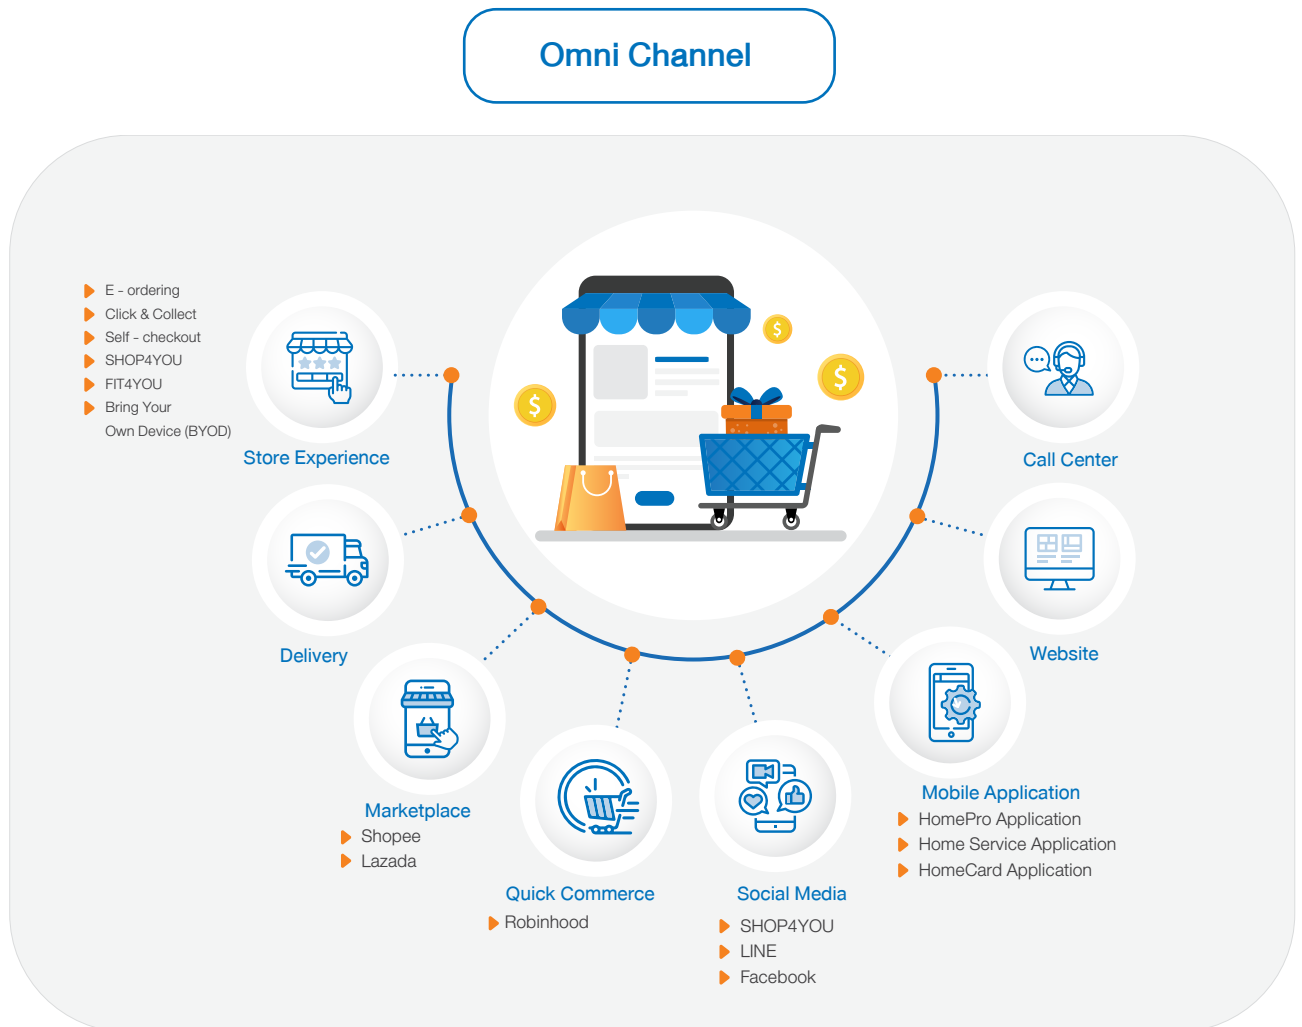 Omni Channel
E - ordering
Click & Collect
Self - checkout
SHOP4YOU
FIT4YOU
Bring Your
Own Device (BYOD)
Store Experience
Delivery
Marketplace
Shopee
Lazada
Quick Commerce
Robinhood
Social Media
SHOP4YOU
LINE
Facebook
Mobile Application
HomePro Application
Home Service Application
HomeCard Application
Website
Call Center